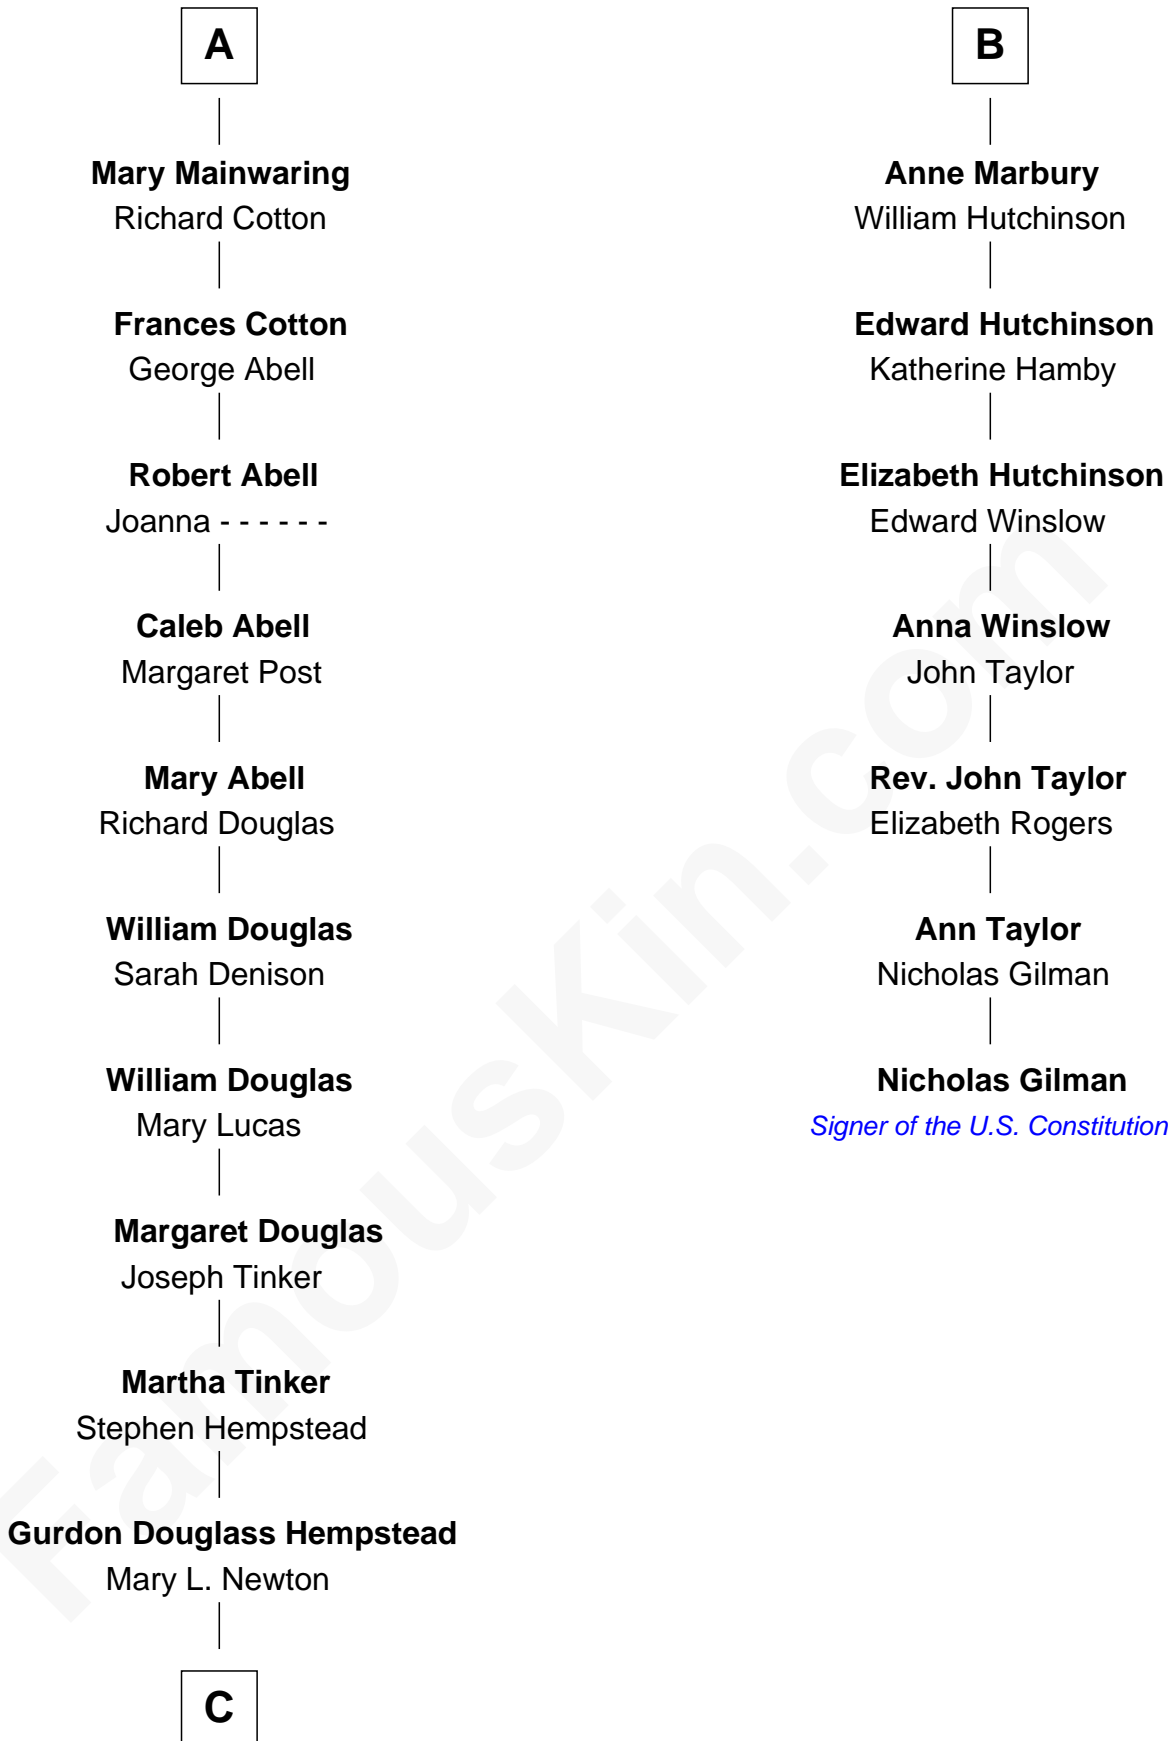 A
Mary Mainwaring
Richard Cotton
Frances Cotton
George Abell
Robert Abell
Joanna - - - - - -
Caleb Abell
Margaret Post
Mary Abell
Richard Douglas
William Douglas
Sarah Denison
William Douglas
Mary Lucas
Margaret Douglas
Joseph Tinker
Martha Tinker
Stephen Hempstead
Gurdon Douglass Hempstead
Mary L. Newton
C
B
Anne Marbury
William Hutchinson
Edward Hutchinson
Katherine Hamby
Elizabeth Hutchinson
Edward Winslow
Anna Winslow
John Taylor
Rev. John Taylor
Elizabeth Rogers
Ann Taylor
Nicholas Gilman
Nicholas Gilman
Signer of the U.S. Constitution
FamousKin.com